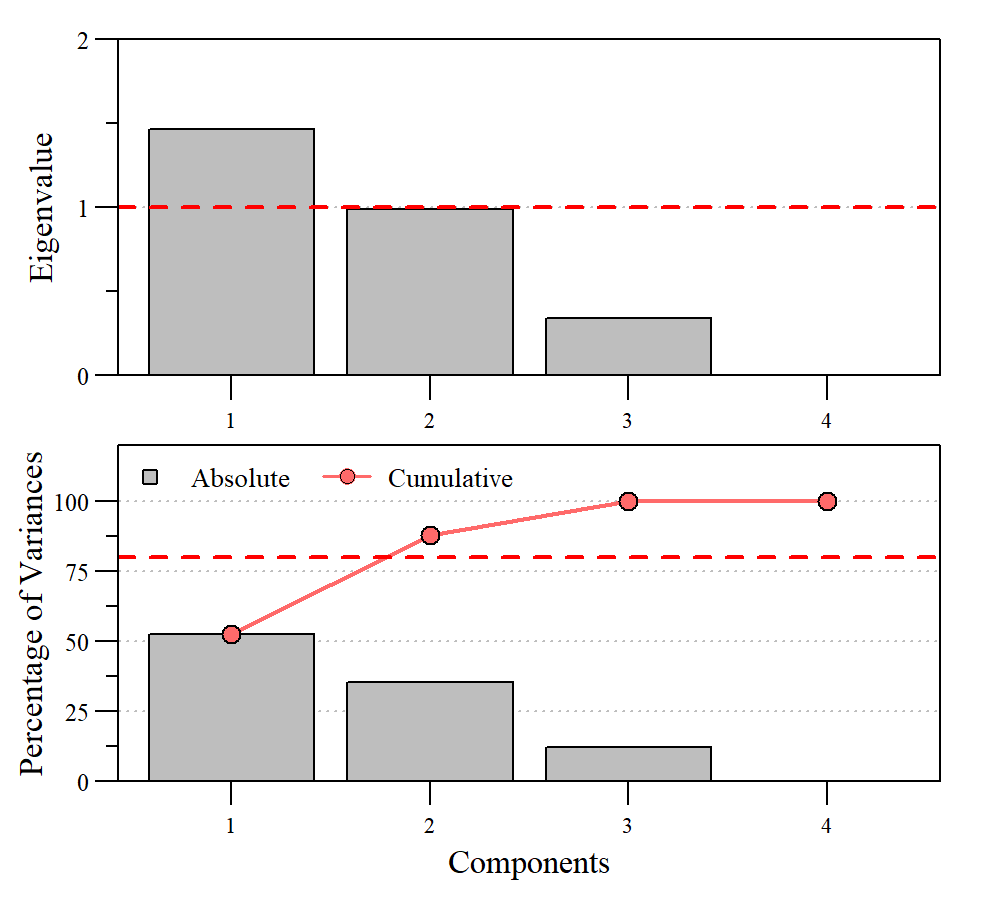 Eigenvalue
2
1
0
1 2 3 4
Percentage of Variances
Absolute Cumulative
100
75
50
25
0
1 2 3 4
Components